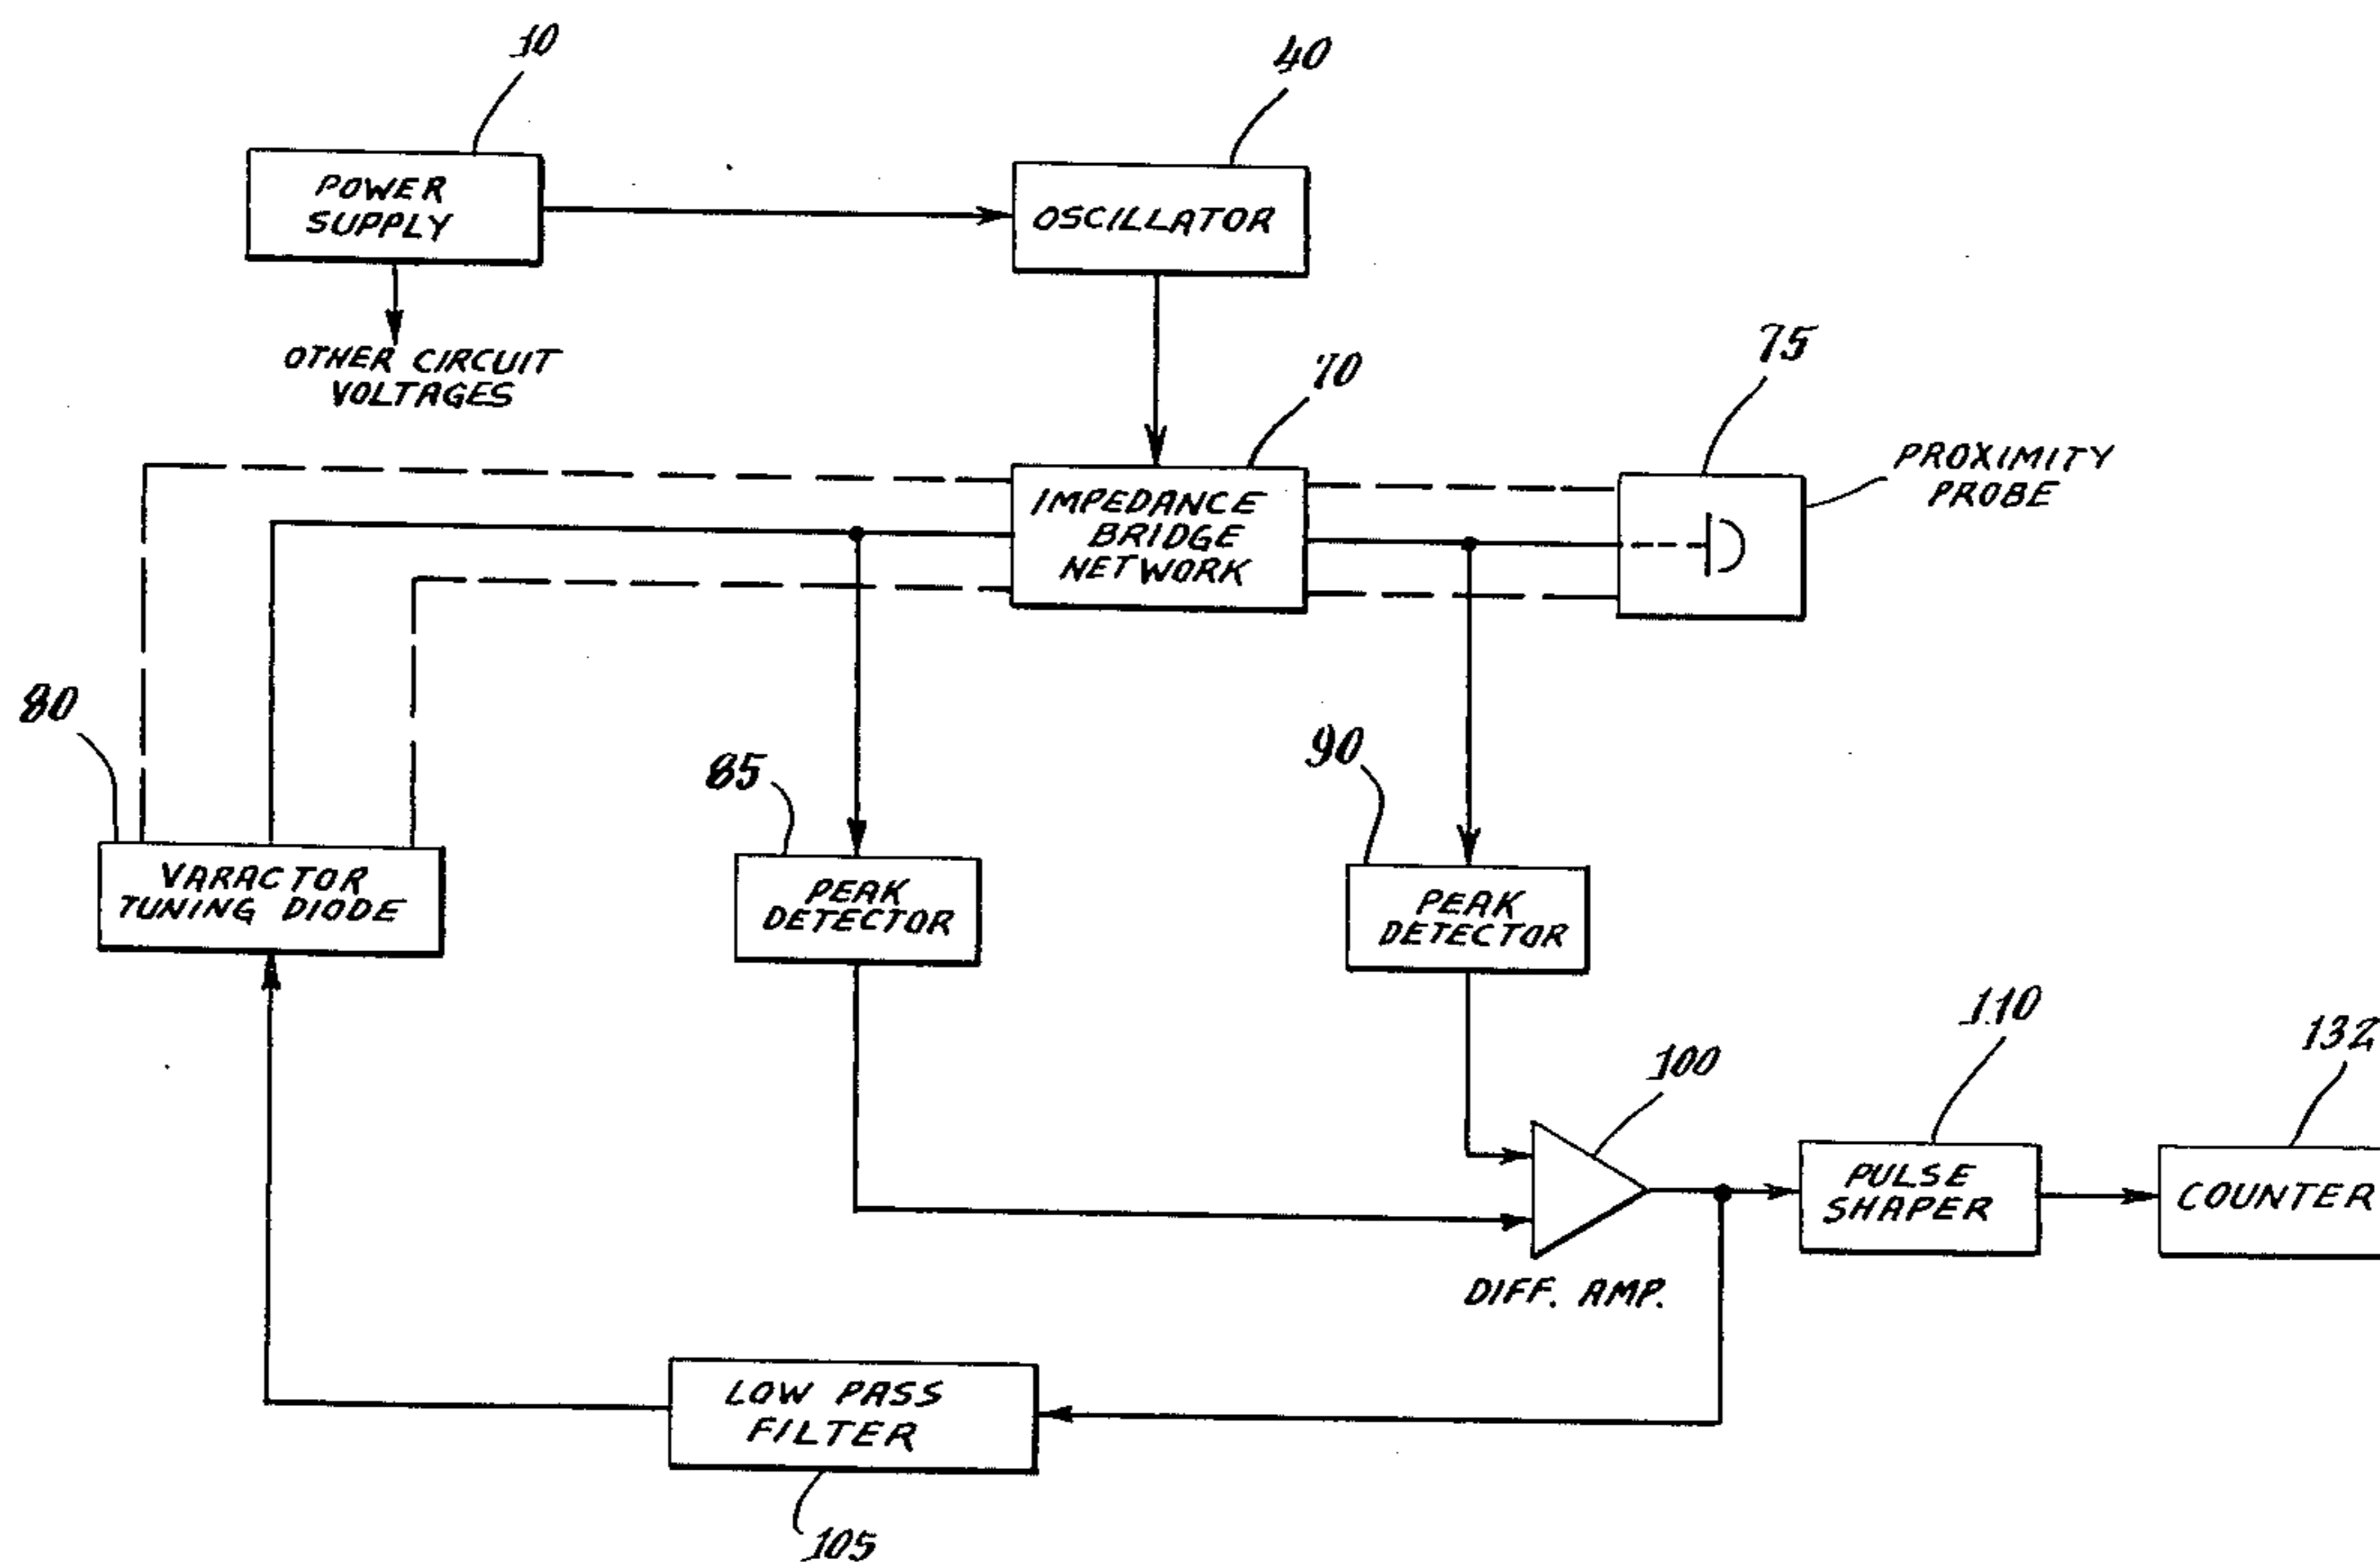 10
40
POWER
SUPPLY
OSCILLATOR
OTHER CIRCUIT
VOLTAGES
70
75
IMPEDANCE
BRIDGE
NETWORK
PROXIMITY
PROBE
80
85
90
VARACTOR
TUNING DIODE
PEAK
DETECTOR
PEAK
DETECTOR
100
110
132
PULSE
SHAPER
COUNTER
DIFF. AMP.
LOW PASS
FILTER
105